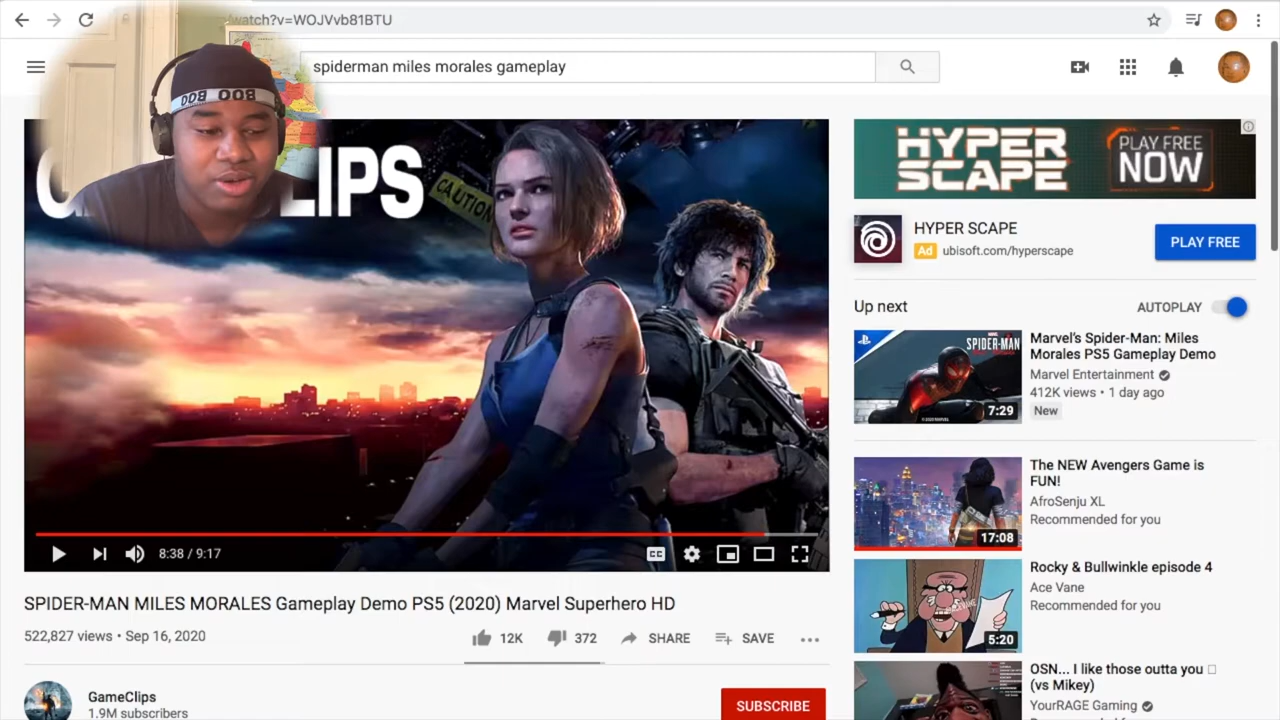 watch?v=WOJVvb81BTU
spiderman miles morales gameplay
BOO BOO
LIPS
CAUTION
8:38 / 9:17
CC
SPIDER-MAN MILES MORALES Gameplay Demo PS5 (2020) Marvel Superhero HD
522,827 views • Sep 16, 2020
12K
372
SHARE
SAVE
GameClips
1.9M subscribers
SUBSCRIBE
HYPER
SCAPE
PLAY FREE
NOW
HYPER SCAPE
Ad ubisoft.com/hyperscape
PLAY FREE
Up next
AUTOPLAY
SPIDER-MAN
7:29
Marvel's Spider-Man: Miles
Morales PS5 Gameplay Demo
Marvel Entertainment
412K views • 1 day ago
New
17:08
The NEW Avengers Game is
FUN!
AfroSenju XL
Recommended for you
5:20
Rocky & Bullwinkle episode 4
Ace Vane
Recommended for you
OSN... I like those outta you
(vs Mikey)
YourRAGE Gaming